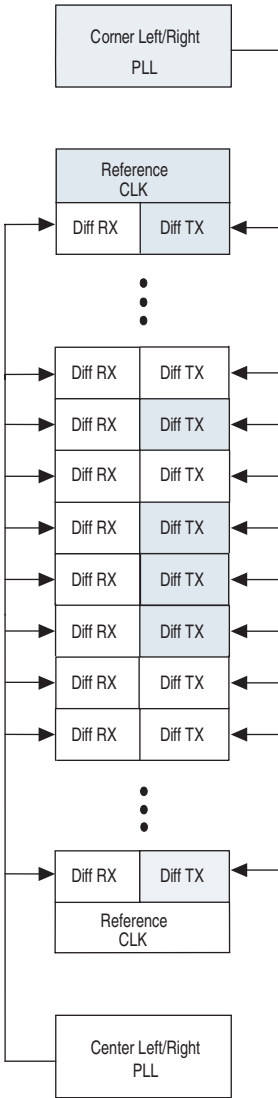 Corner Left/Right
PLL
Reference
CLK
Diff RX Diff TX
Diff RX Diff TX
Diff RX Diff TX
Diff RX Diff TX
Diff RX Diff TX
Diff RX Diff TX
Diff RX Diff TX
Diff RX Diff TX
Diff RX Diff TX
Diff RX Diff TX
Reference
CLK
Center Left/Right
PLL